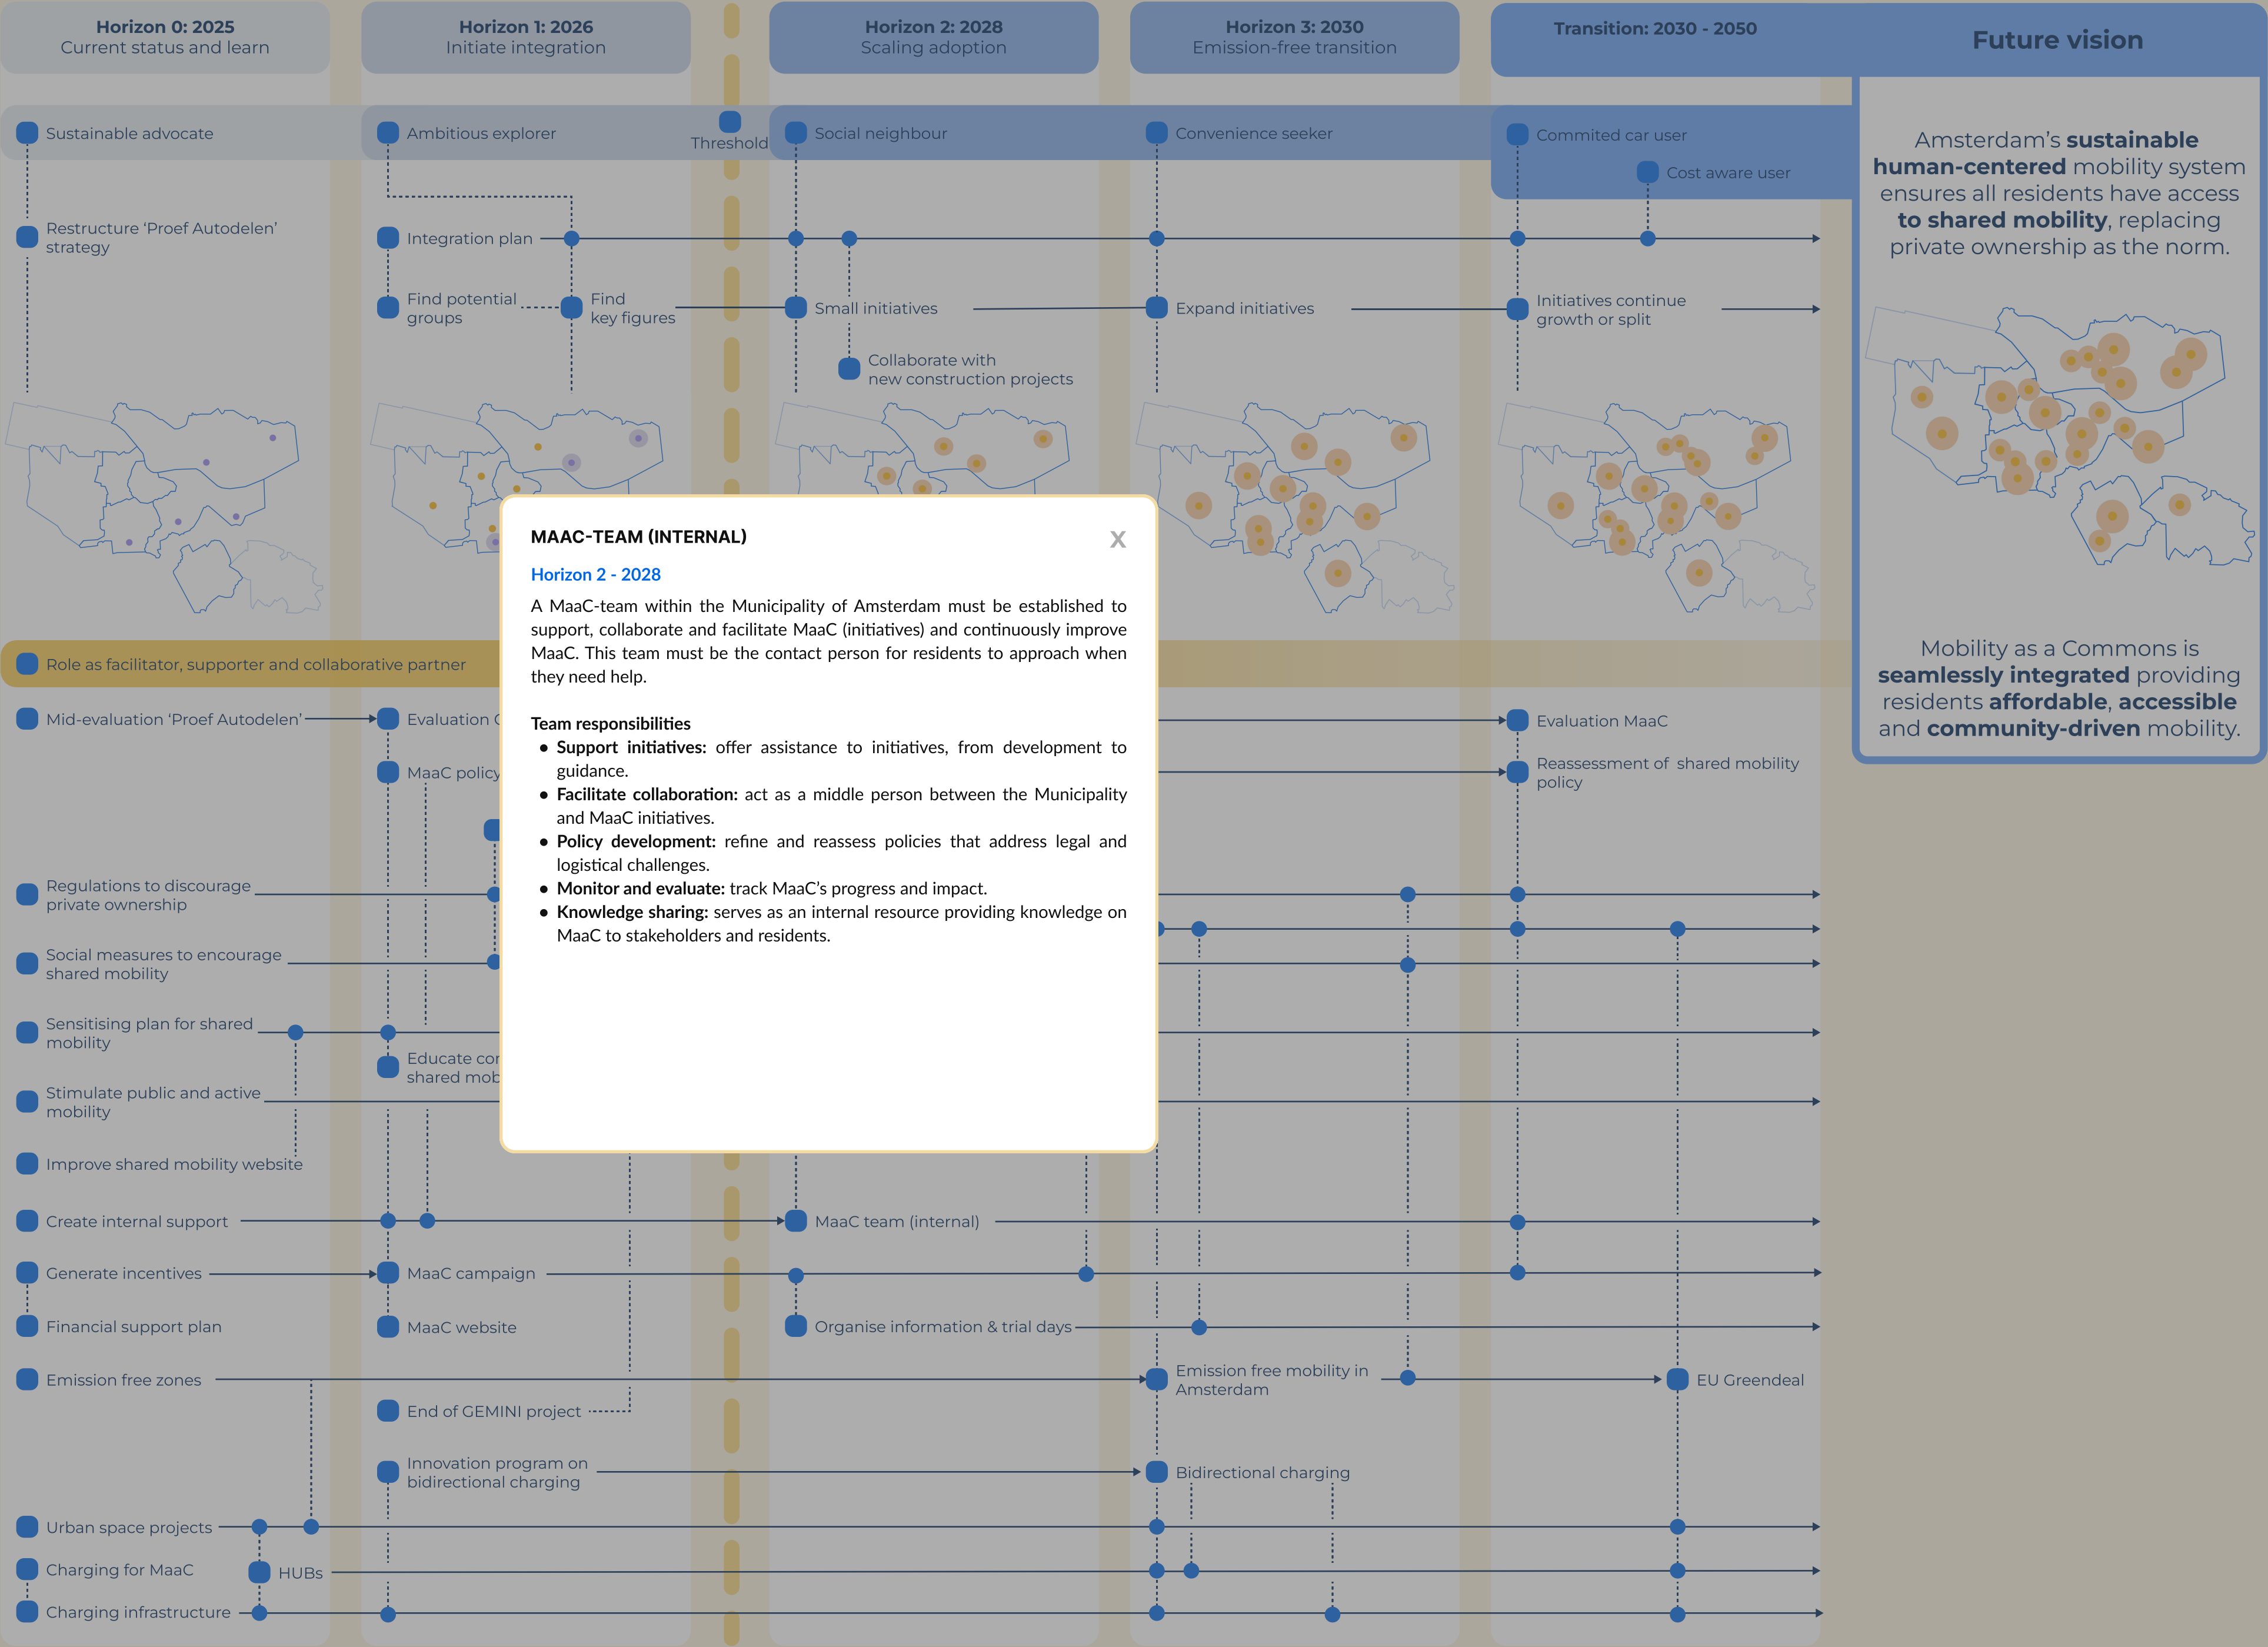 Horizon 0: 2025
Current status and learn
Horizon 1: 2026
Initiate integration
Horizon 2: 2028
Scaling adoption
Horizon 3: 2030
Emission-free transition
Transition: 2030 - 2050
Future vision
Sustainable advocate
Ambitious explorer
Threshold
Social neighbour
Convenience seeker
Commited car user
Cost aware user
Restructure ‘Proef Autodelen’
strategy
Integration plan
Find potential
groups
Find
key figures
Small initiatives
Expand initiatives
Initiatives continue
growth or split
Collaborate with
new construction projects
Amsterdam’s sustainable
human-centered mobility system
ensures all residents have access
to shared mobility, replacing
private ownership as the norm.
Mobility as a Commons is
seamlessly integrated providing
residents affordable, accessible
and community-driven mobility.
MAAC-TEAM (INTERNAL)
X
Horizon 2 - 2028
A MaaC-team within the Municipality of Amsterdam must be established to
support, collaborate and facilitate MaaC (initiatives) and continuously improve
MaaC. This team must be the contact person for residents to approach when
they need help.
Team responsibilities
● Support initiatives: offer assistance to initiatives, from development to
guidance.
● Facilitate collaboration: act as a middle person between the Municipality
and MaaC initiatives.
● Policy development: refine and reassess policies that address legal and
logistical challenges.
● Monitor and evaluate: track MaaC’s progress and impact.
● Knowledge sharing: serves as an internal resource providing knowledge on
MaaC to stakeholders and residents.
Role as facilitator, supporter and collaborative partner
Mid-evaluation ‘Proef Autodelen’
Evaluation
Evaluation MaaC
MaaC policy
Reassessment of shared mobility
policy
Regulations to discourage
private ownership
Social measures to encourage
shared mobility
Sensitising plan for shared
mobility
Educate
shared
Stimulate public and active
mobility
Improve shared mobility website
Create internal support
MaaC team (internal)
Generate incentives
MaaC campaign
Financial support plan
MaaC website
Organise information & trial days
Emission free zones
Emission free mobility in
Amsterdam
EU Greendeal
End of GEMINI project
Innovation program on
bidirectional charging
Bidirectional charging
Urban space projects
Charging for MaaC
HUBs
Charging infrastructure